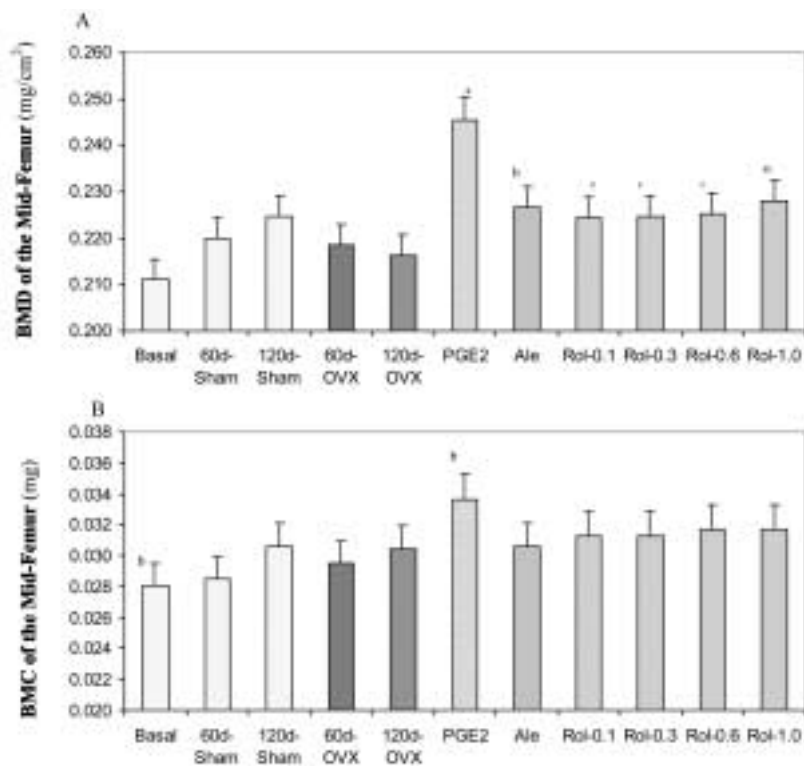 A
BMD of the Mid-Femur (mg/cm²)
0.260
0.250
0.240
0.230
0.220
0.210
0.200
a
b
Basal 60d-Sham 120d-Sham 60d-OVX 120d-OVX PGE2 Ale Rol-0.1 Rol-0.3 Rol-0.6 Rol-1.0
B
BMC of the Mid-Femur (mg)
0.038
0.036
0.034
0.032
0.030
0.028
0.026
0.024
0.022
0.020
b
b
Basal 60d-Sham 120d-Sham 60d-OVX 120d-OVX PGE2 Ale Rol-0.1 Rol-0.3 Rol-0.6 Rol-1.0